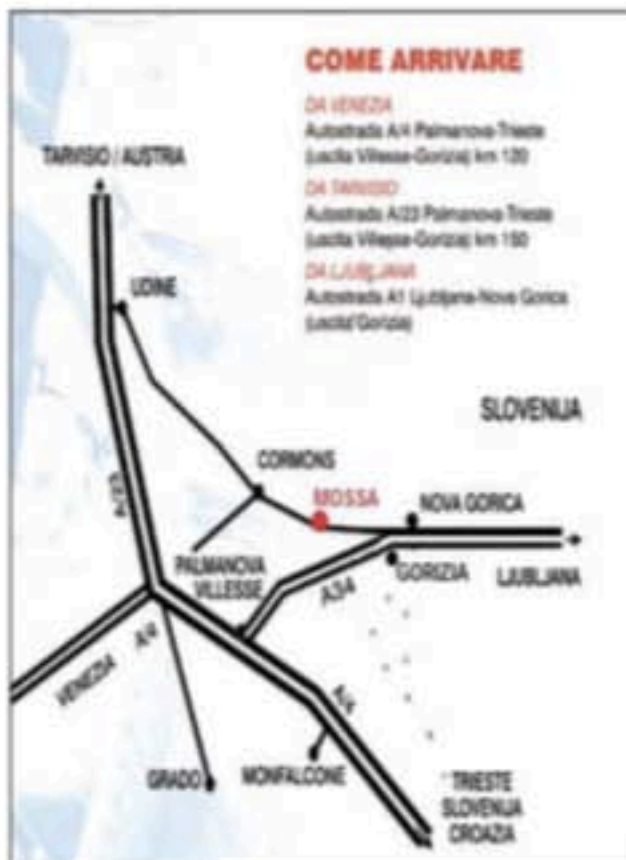 COME ARRIVARE
DA VENEZIA
Autostrada A/4 Palmanova-Trieste
(uscita Villesse-Gorizia) km 120
DA TARVISIO
Autostrada A/23 Palmanova-Trieste
(uscita Villesse-Gorizia) km 150
DA LJUBLJANA
Autostrada A1 Ljubljana-Nova Gorica
(uscita Gorizia)
TARVISIO / AUSTRIA
UDINE
SLOVENIJA
CORMONS
MOSSA
NOVA GORICA
A/23
PALMANOVA
VILLESSE
A34
GORIZIA
LJUBLJANA
VENEZIA
A/4
A/4
GRADO
MONFALCONE
TRIESTE
SLOVENIJA
CROAZIA